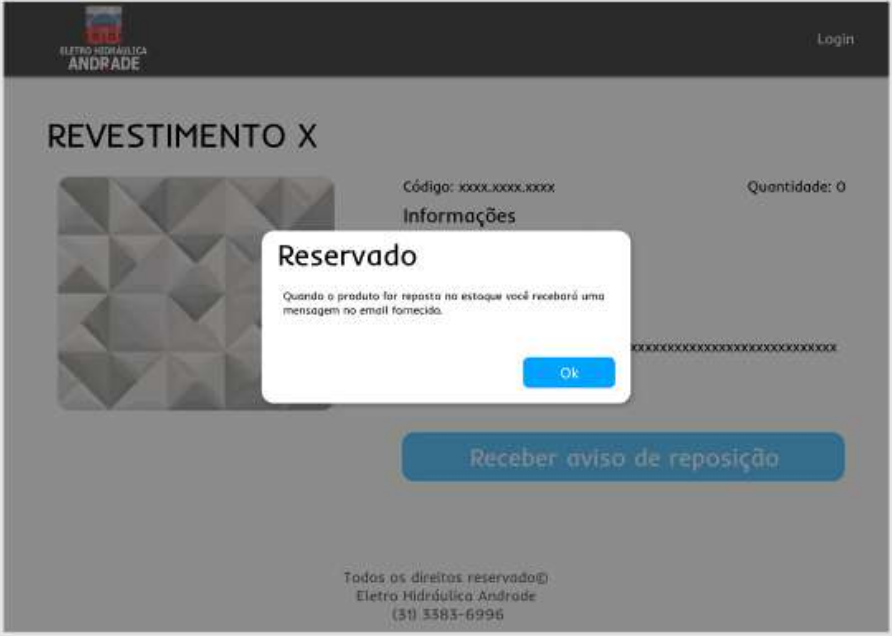 ELETRO HIDRÁULICA
ANDRADE
Login
REVESTIMENTO X
Código: xxxx.xxxx.xxxx
Quantidade: 0
Informações
Reservado
Quando o produto for reposto no estoque você receberá uma
mensagem no email fornecido.
xxxxxxxxxxxxxxxxxxxxxxxxxxxx
Ok
Receber aviso de reposição
Todos os direitos reservado©
Eletro Hidráulica Andrade
(31) 3383-6996